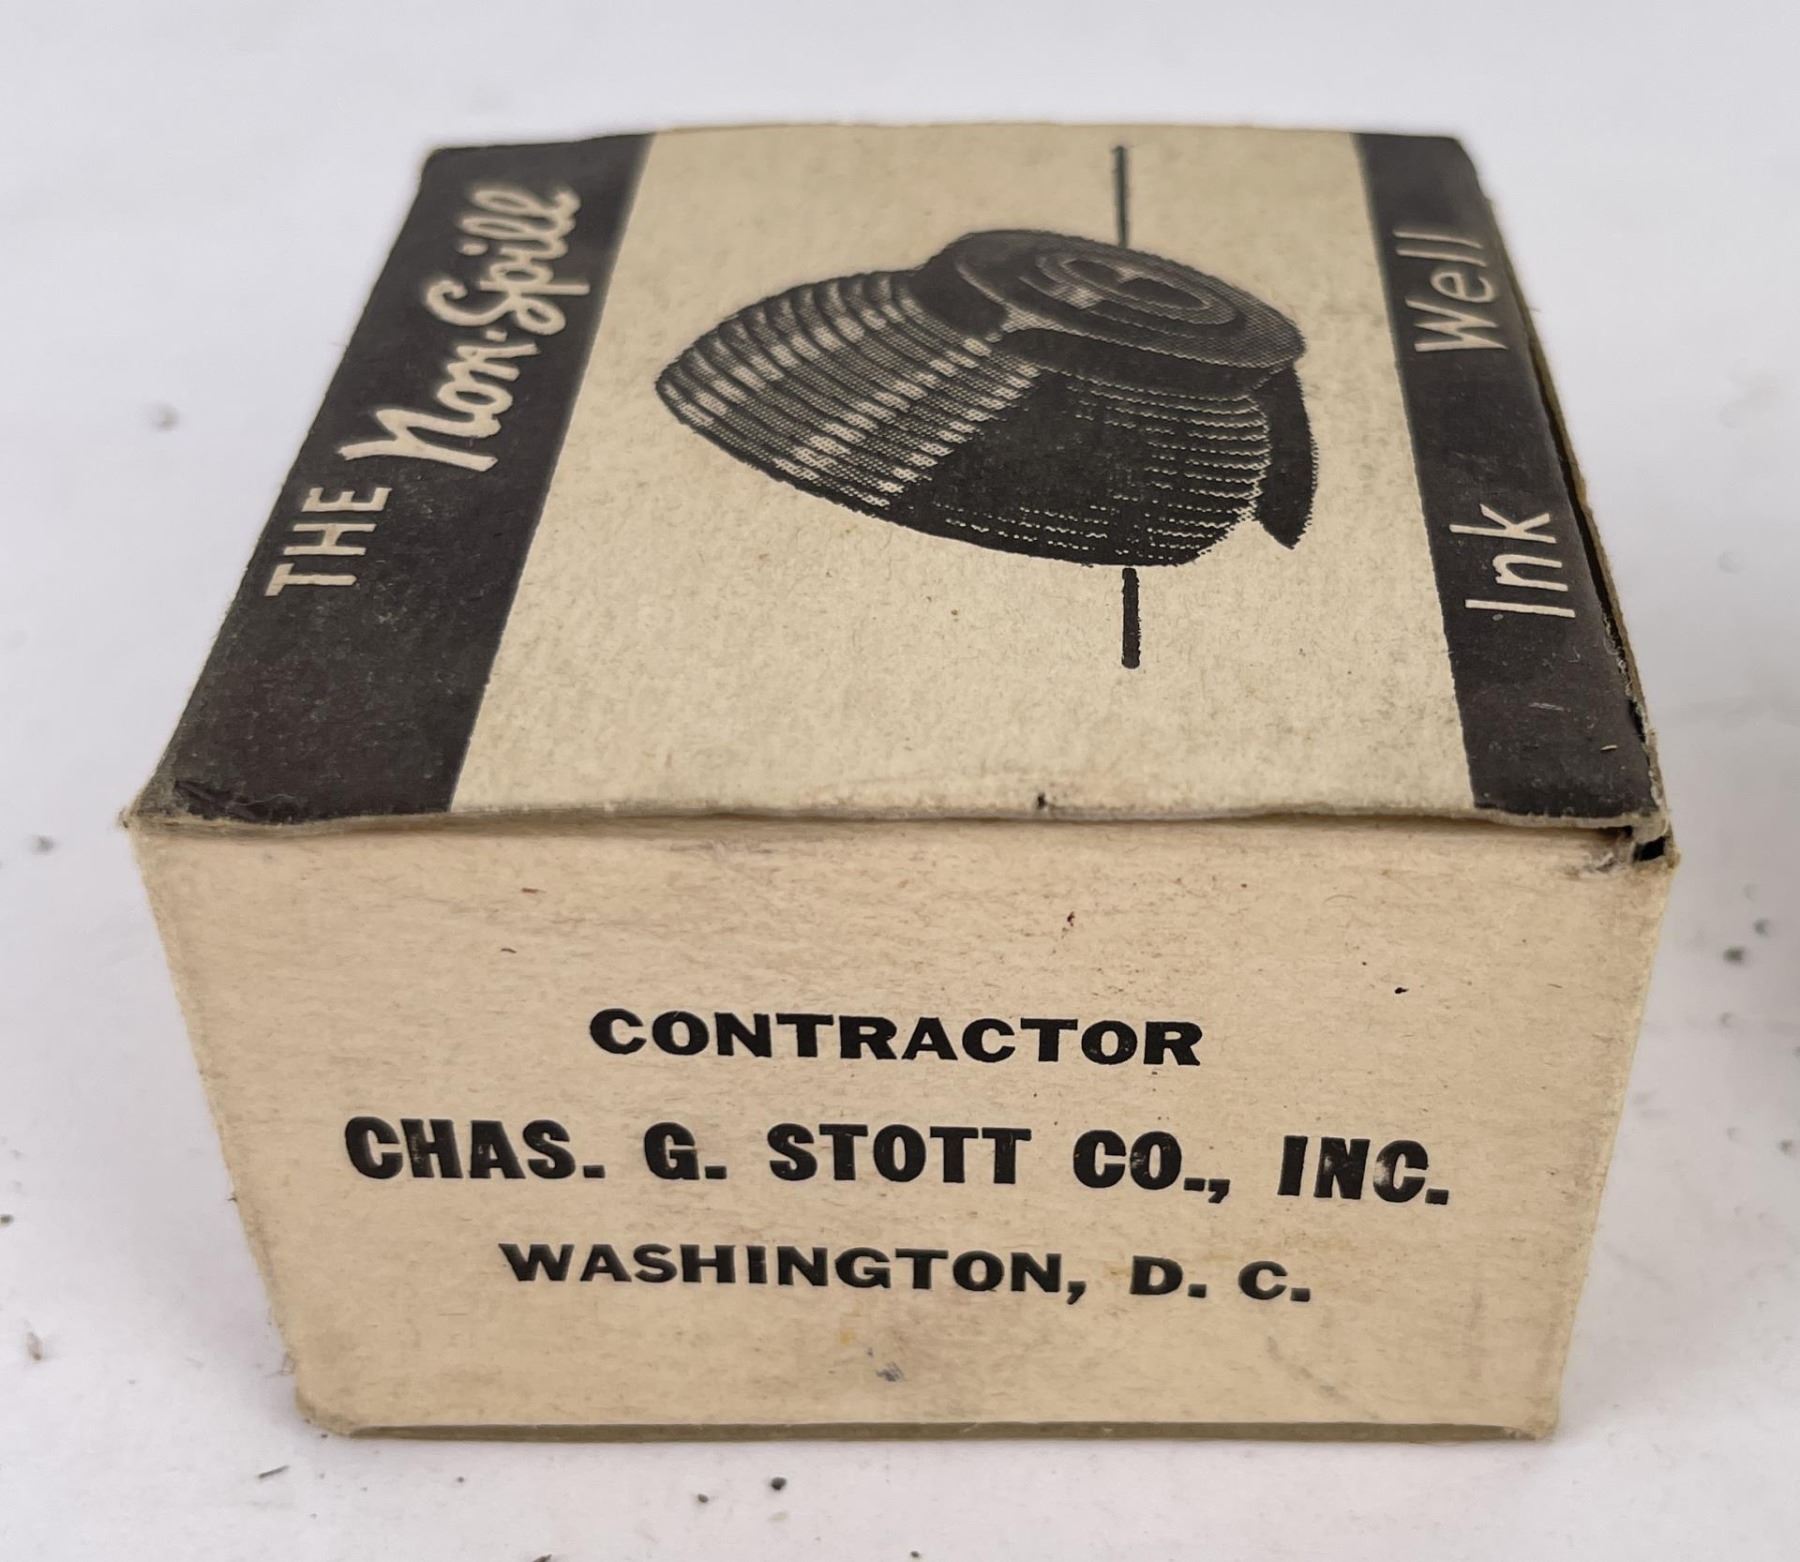 THE Non-Spill
Ink Well
CONTRACTOR
CHAS. G. STOTT CO., INC.
WASHINGTON, D. C.